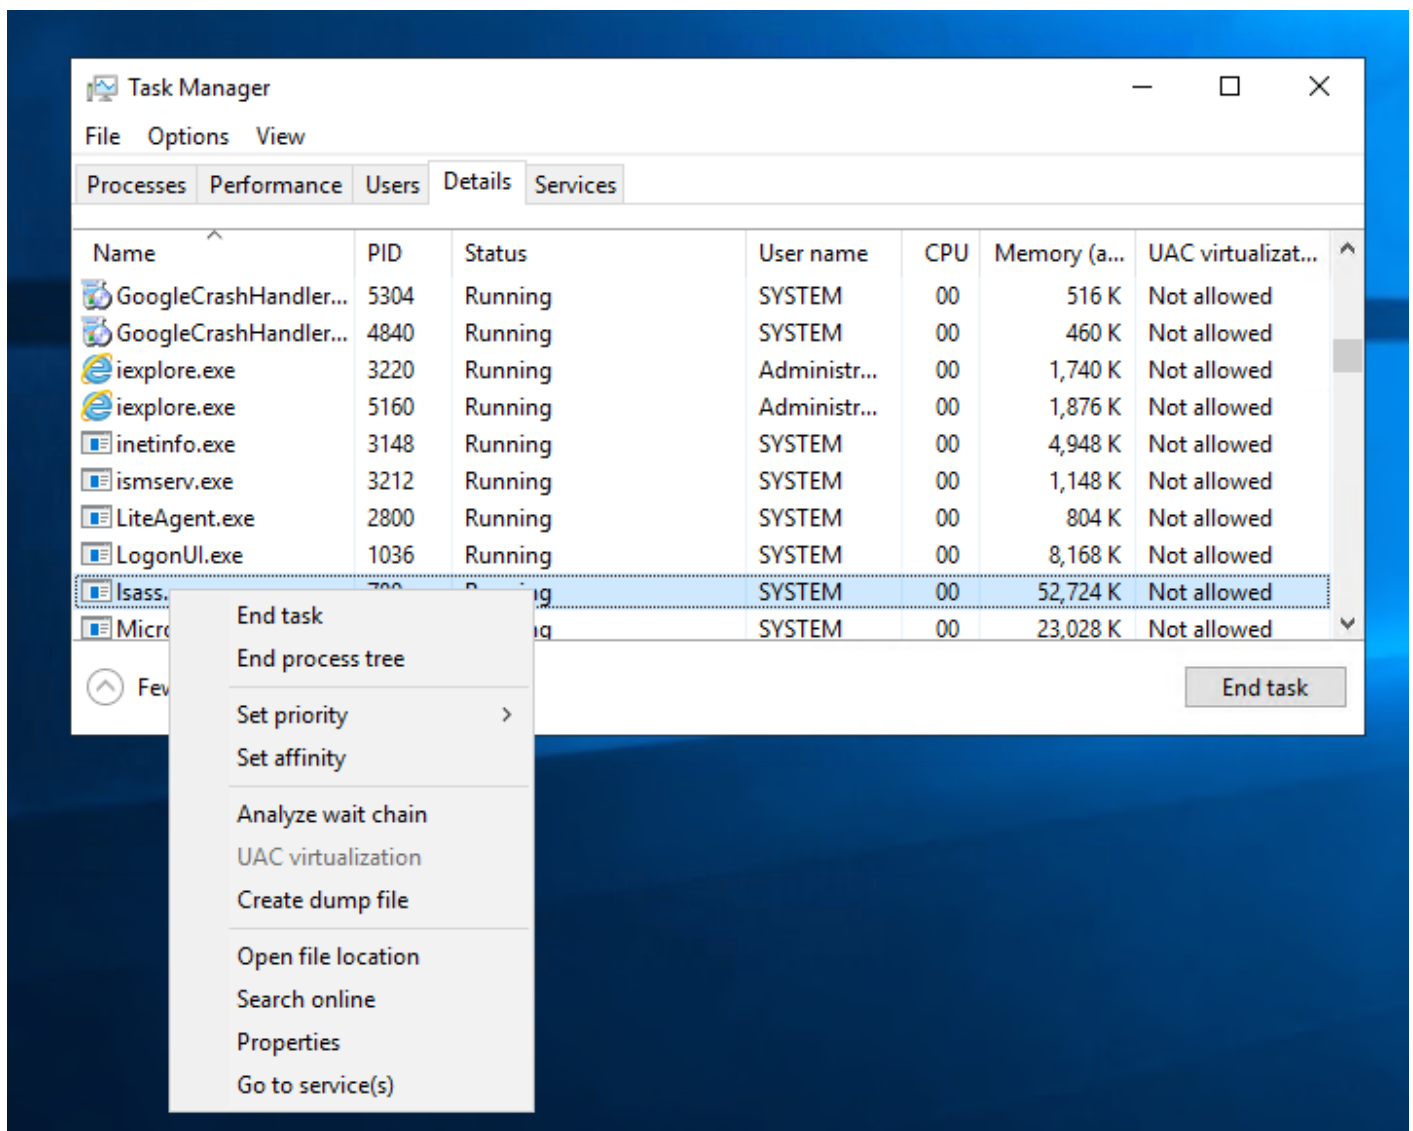 Task Manager
File Options View
Processes Performance Users Details Services
Name PID Status User name CPU Memory (a... UAC virtualizat...
GoogleCrashHandler... 5304 Running SYSTEM 00 516 K Not allowed
GoogleCrashHandler... 4840 Running SYSTEM 00 460 K Not allowed
iexplore.exe 3220 Running Administr... 00 1,740 K Not allowed
iexplore.exe 5160 Running Administr... 00 1,876 K Not allowed
inetinfo.exe 3148 Running SYSTEM 00 4,948 K Not allowed
ismserv.exe 3212 Running SYSTEM 00 1,148 K Not allowed
LiteAgent.exe 2800 Running SYSTEM 00 804 K Not allowed
LogonUI.exe 1036 Running SYSTEM 00 8,168 K Not allowed
lsass. SYSTEM 00 52,724 K Not allowed
Micro SYSTEM 00 23,028 K Not allowed
Few
End task
End task
End process tree
Set priority
Set affinity
Analyze wait chain
UAC virtualization
Create dump file
Open file location
Search online
Properties
Go to service(s)